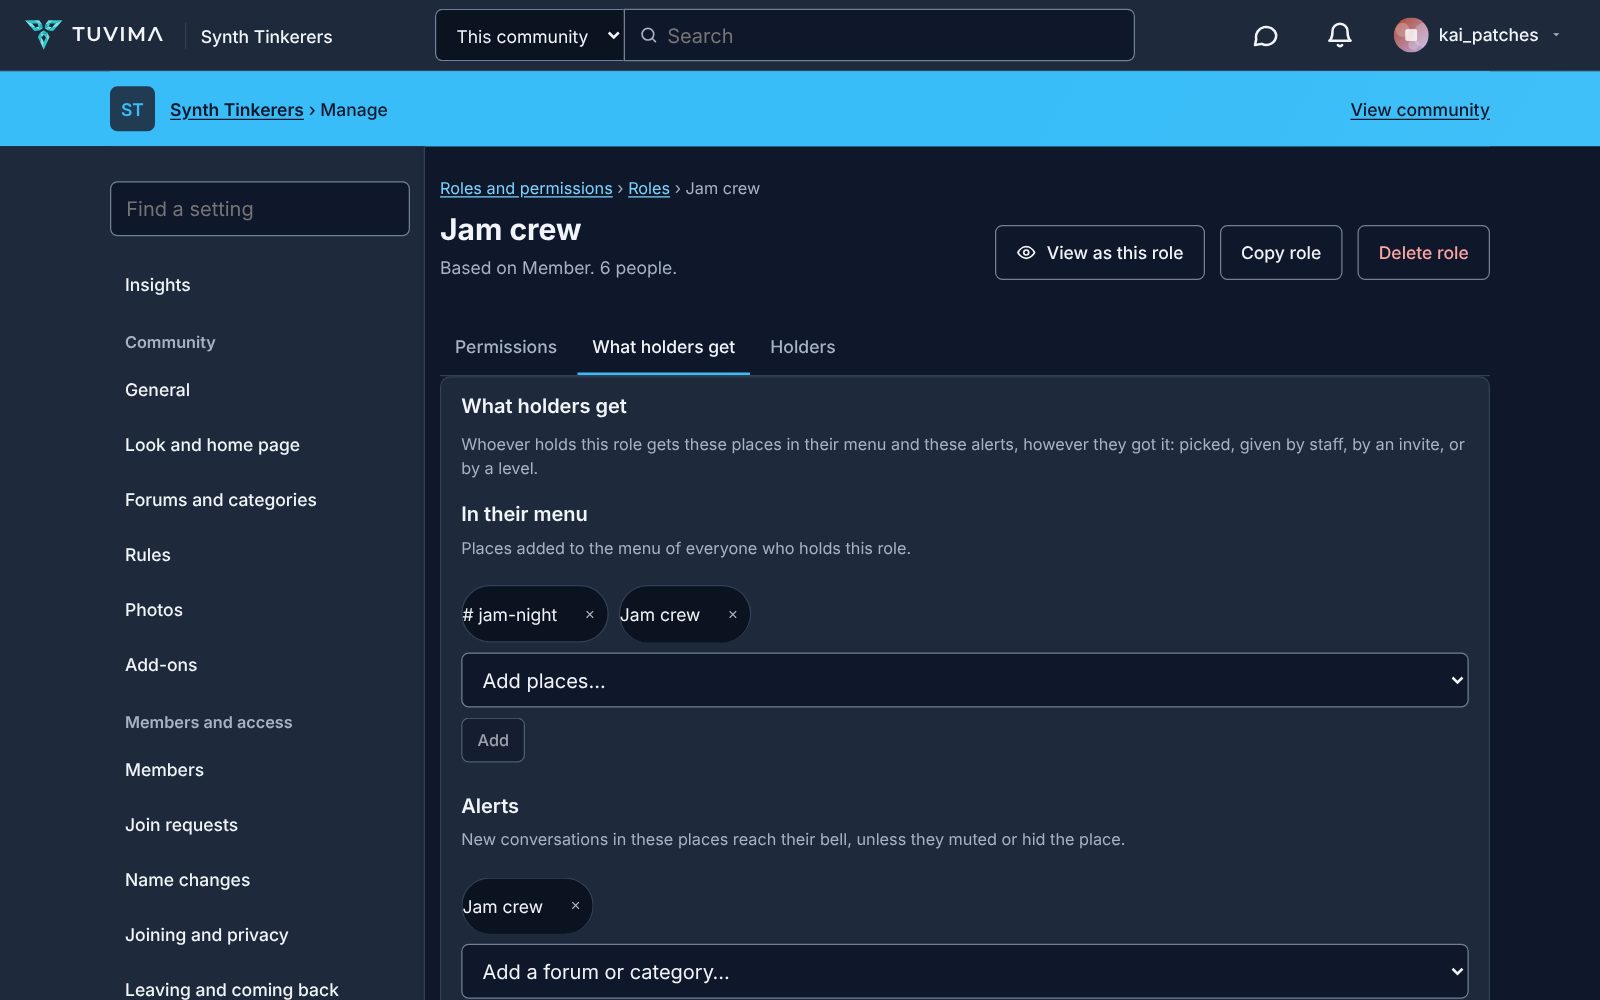 TUVIMA
Synth Tinkerers
This community
Search
kai_patches
ST
Synth Tinkerers › Manage
View community
Find a setting
Insights
Community
General
Look and home page
Forums and categories
Rules
Photos
Add-ons
Members and access
Members
Join requests
Name changes
Joining and privacy
Leaving and coming back
Roles and permissions › Roles › Jam crew
Jam crew
Based on Member. 6 people.
View as this role
Copy role
Delete role
Permissions
What holders get
Holders
What holders get
Whoever holds this role gets these places in their menu and these alerts, however they got it: picked, given by staff, by an invite, or
by a level.
In their menu
Places added to the menu of everyone who holds this role.
# jam-night ×
Jam crew ×
Add places...
Add
Alerts
New conversations in these places reach their bell, unless they muted or hid the place.
Jam crew ×
Add a forum or category...